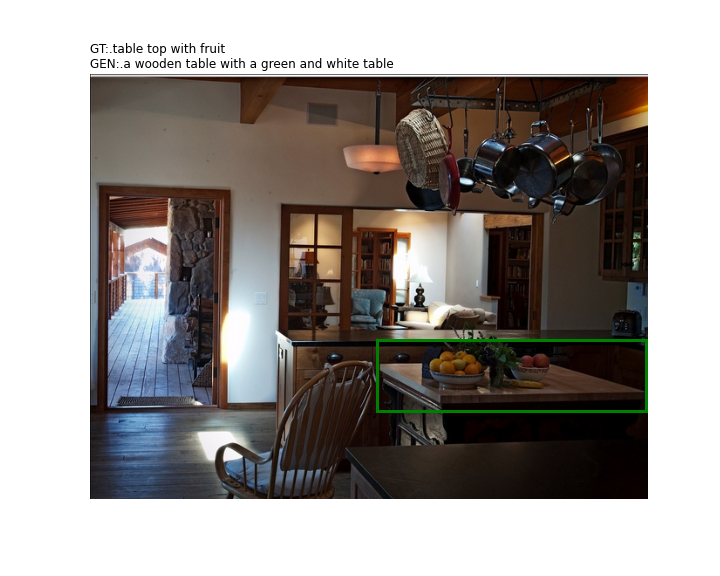 GT:.table top with fruit
GEN:.a wooden table with a green and white table